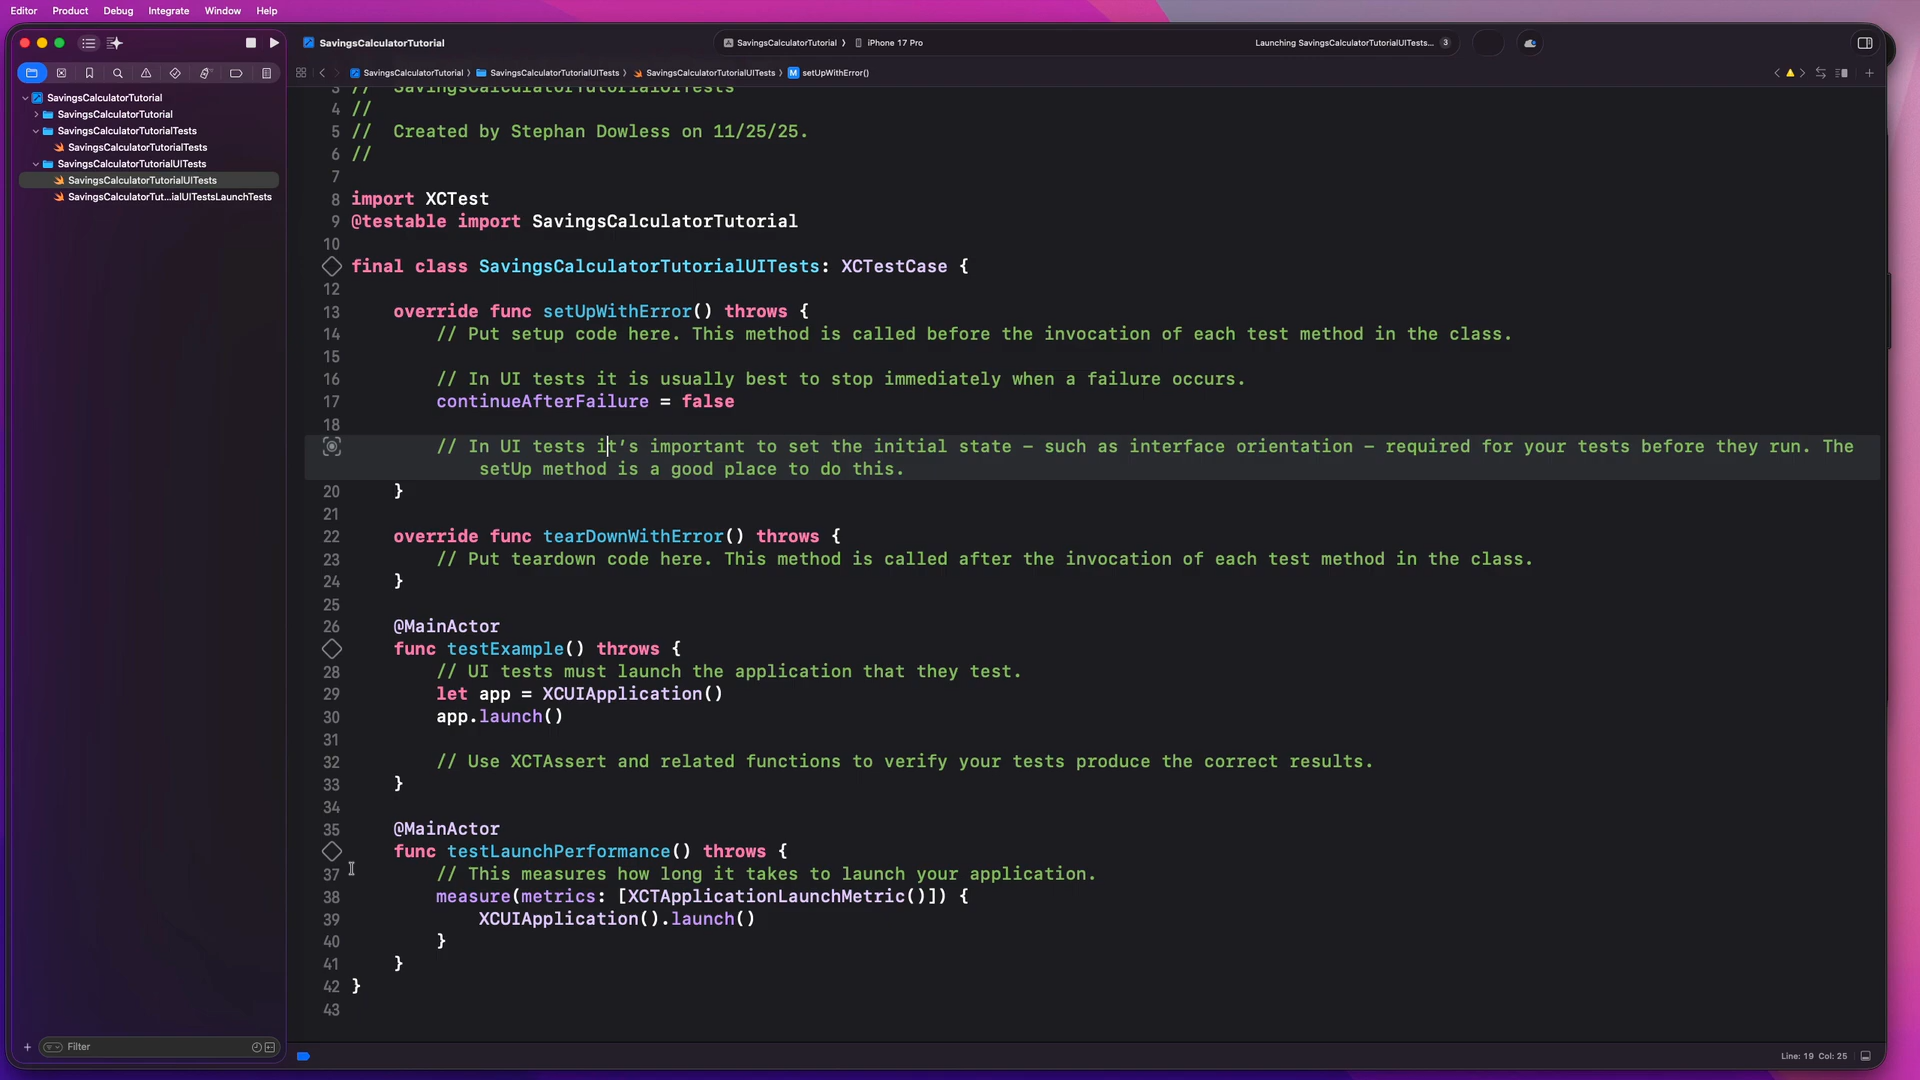 Editor Product Debug Integrate Window Help
SavingsCalculatorTutorial
SavingsCalculatorTutorial 〉 iPhone 17 Pro
Launching SavingsCalculatorTutorialUITests... 3
SavingsCalculatorTutorial 〉 SavingsCalculatorTutorialUITests 〉 SavingsCalculatorTutorialUITests 〉 M setUpWithError()
SavingsCalculatorTutorial
SavingsCalculatorTutorial
SavingsCalculatorTutorialTests
SavingsCalculatorTutorialTests
SavingsCalculatorTutorialUITests
SavingsCalculatorTutorialUITests
SavingsCalculatorTut...ialUITestsLaunchTests
3 // SavingsCalculatorTutorialUITests
4 //
5 // Created by Stephan Dowless on 11/25/25.
6 //
7
8 import XCTest
9 @testable import SavingsCalculatorTutorial
10
final class SavingsCalculatorTutorialUITests: XCTestCase {
12
13 override func setUpWithError() throws {
14 // Put setup code here. This method is called before the invocation of each test method in the class.
15
16 // In UI tests it is usually best to stop immediately when a failure occurs.
17 continueAfterFailure = false
18
// In UI tests it’s important to set the initial state - such as interface orientation - required for your tests before they run. The
setUp method is a good place to do this.
20 }
21
22 override func tearDownWithError() throws {
23 // Put teardown code here. This method is called after the invocation of each test method in the class.
24 }
25
26 @MainActor
func testExample() throws {
28 // UI tests must launch the application that they test.
29 let app = XCUIApplication()
30 app.launch()
31
32 // Use XCTAssert and related functions to verify your tests produce the correct results.
33 }
34
35 @MainActor
func testLaunchPerformance() throws {
37 // This measures how long it takes to launch your application.
38 measure(metrics: [XCTApplicationLaunchMetric()]) {
39 XCUIApplication().launch()
40 }
41 }
42 }
43
Filter
Line: 19 Col: 25